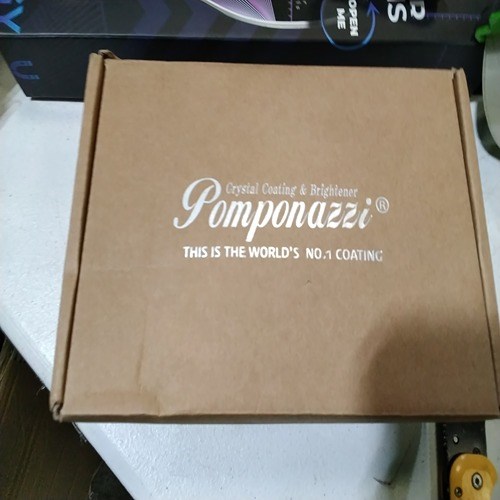 OPEN
ME
Crystal Coating & Brightener
Pomponazzi®
THIS IS THE WORLD'S NO.1 COATING